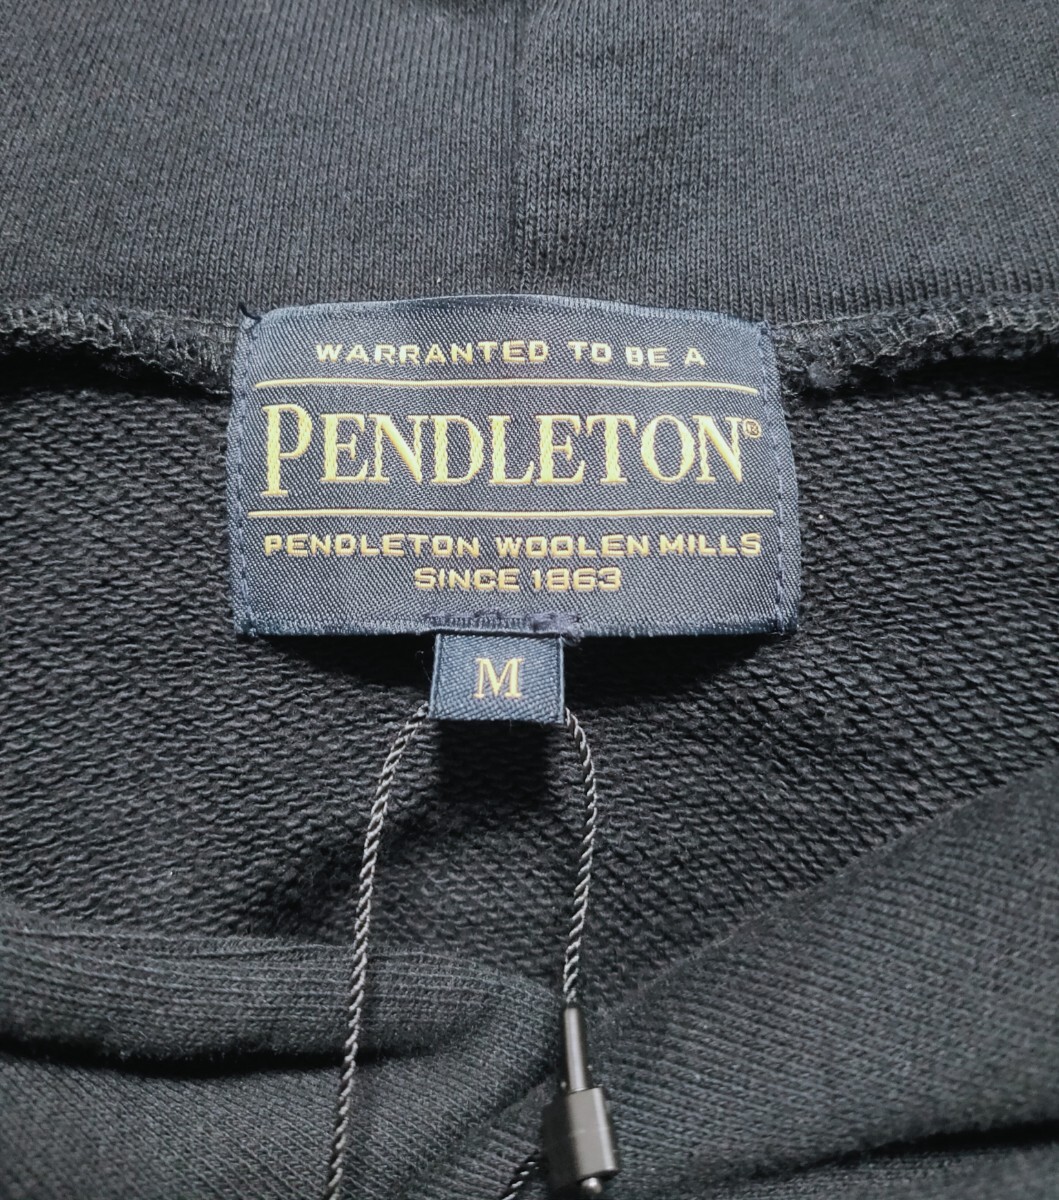 WARRANTED TO BE A
PENDLETON®
PENDLETON WOOLEN MILLS
SINCE 1863
M